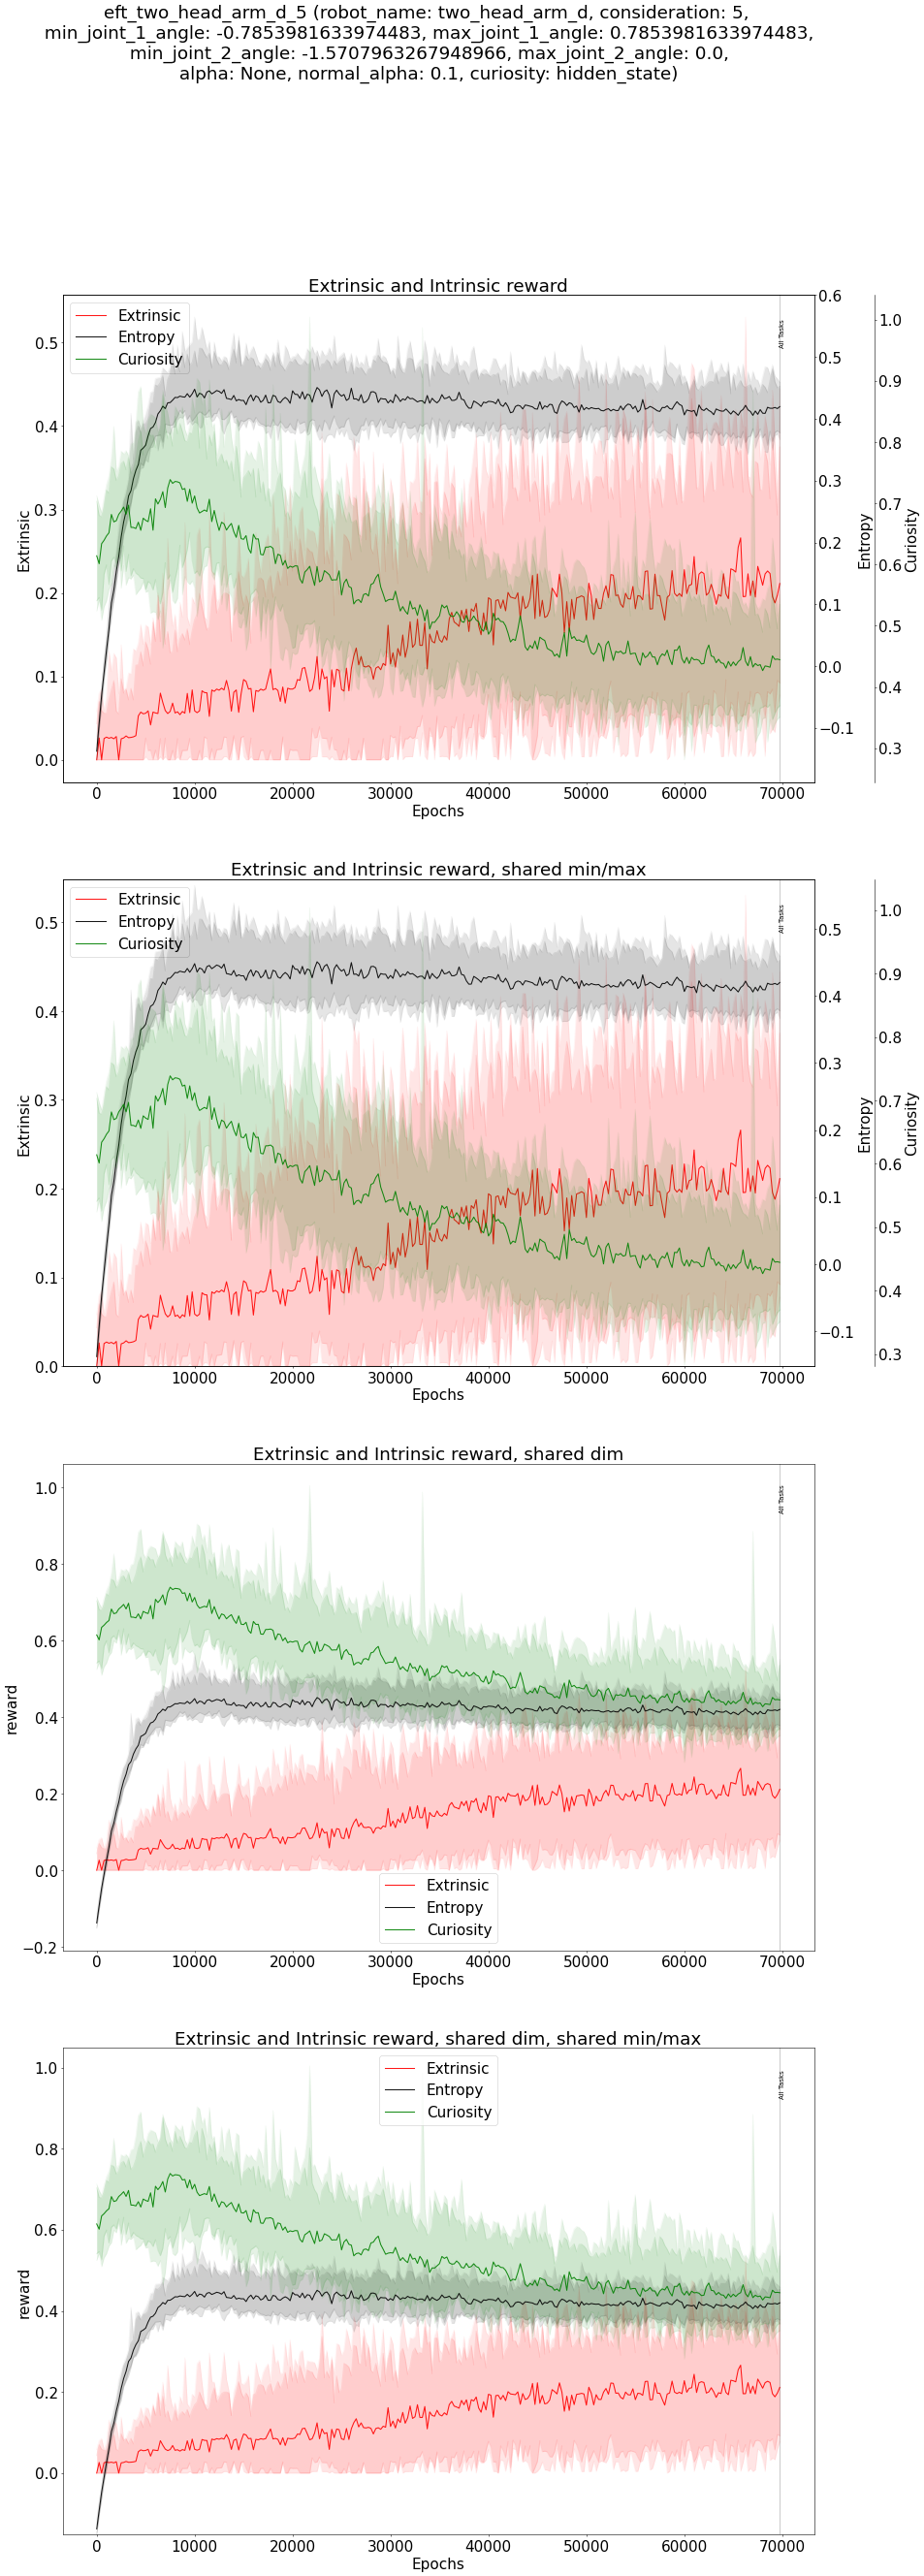 eft_two_head_arm_d_5 (robot_name: two_head_arm_d, consideration: 5,
min_joint_1_angle: -0.7853981633974483, max_joint_1_angle: 0.7853981633974483,
min_joint_2_angle: -1.5707963267948966, max_joint_2_angle: 0.0,
alpha: None, normal_alpha: 0.1, curiosity: hidden_state)
Extrinsic and Intrinsic reward
Extrinsic
Entropy
Curiosity
All Tasks
0.5
0.4
0.3
0.2
0.1
0.0
Extrinsic
0.6
0.5
0.4
0.3
0.2
0.1
0.0
−0.1
Entropy
1.0
0.9
0.8
0.7
0.6
0.5
0.4
0.3
Curiosity
0 10000 20000 30000 40000 50000 60000 70000
Epochs
Extrinsic and Intrinsic reward, shared min/max
Extrinsic
Entropy
Curiosity
All Tasks
0.5
0.4
0.3
0.2
0.1
0.0
Extrinsic
0.5
0.4
0.3
0.2
0.1
0.0
−0.1
Entropy
1.0
0.9
0.8
0.7
0.6
0.5
0.4
0.3
Curiosity
0 10000 20000 30000 40000 50000 60000 70000
Epochs
Extrinsic and Intrinsic reward, shared dim
All Tasks
1.0
0.8
0.6
0.4
0.2
0.0
−0.2
reward
Extrinsic
Entropy
Curiosity
0 10000 20000 30000 40000 50000 60000 70000
Epochs
Extrinsic and Intrinsic reward, shared dim, shared min/max
Extrinsic
Entropy
Curiosity
All Tasks
1.0
0.8
0.6
0.4
0.2
0.0
reward
0 10000 20000 30000 40000 50000 60000 70000
Epochs